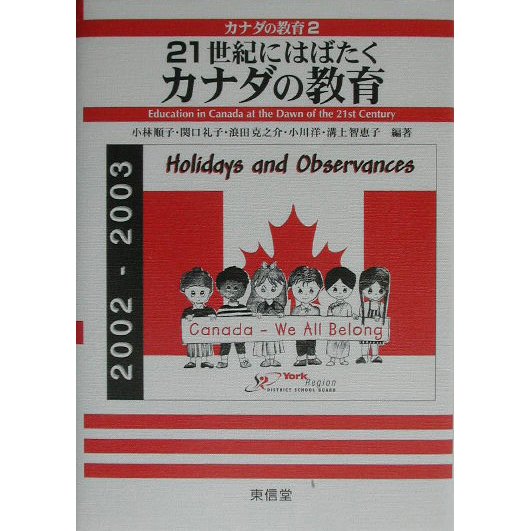 カナダの教育2
21世紀にはばたく
カナダの教育
Education in Canada at the Dawn of the 21st Century
小林順子・関口礼子・浪田克之介・小川洋・溝上智恵子 編著
2002 - 2003
Holidays and Observances
Canada - We All Belong
York
Region
DISTRICT SCHOOL BOARD
東信堂